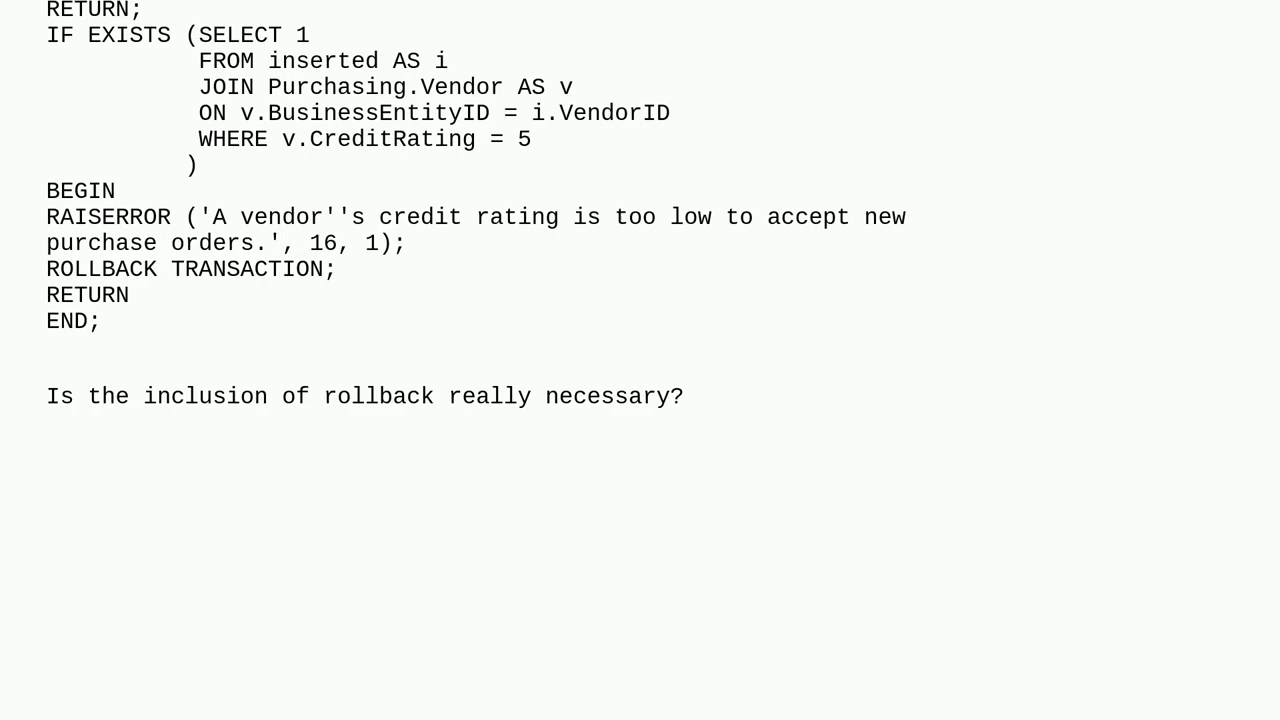 RETURN;
IF EXISTS (SELECT 1
FROM inserted AS i
JOIN Purchasing.Vendor AS v
ON v.BusinessEntityID = i.VendorID
WHERE v.CreditRating = 5
)
BEGIN
RAISERROR ('A vendor''s credit rating is too low to accept new
purchase orders.', 16, 1);
ROLLBACK TRANSACTION;
RETURN
END;
Is the inclusion of rollback really necessary?